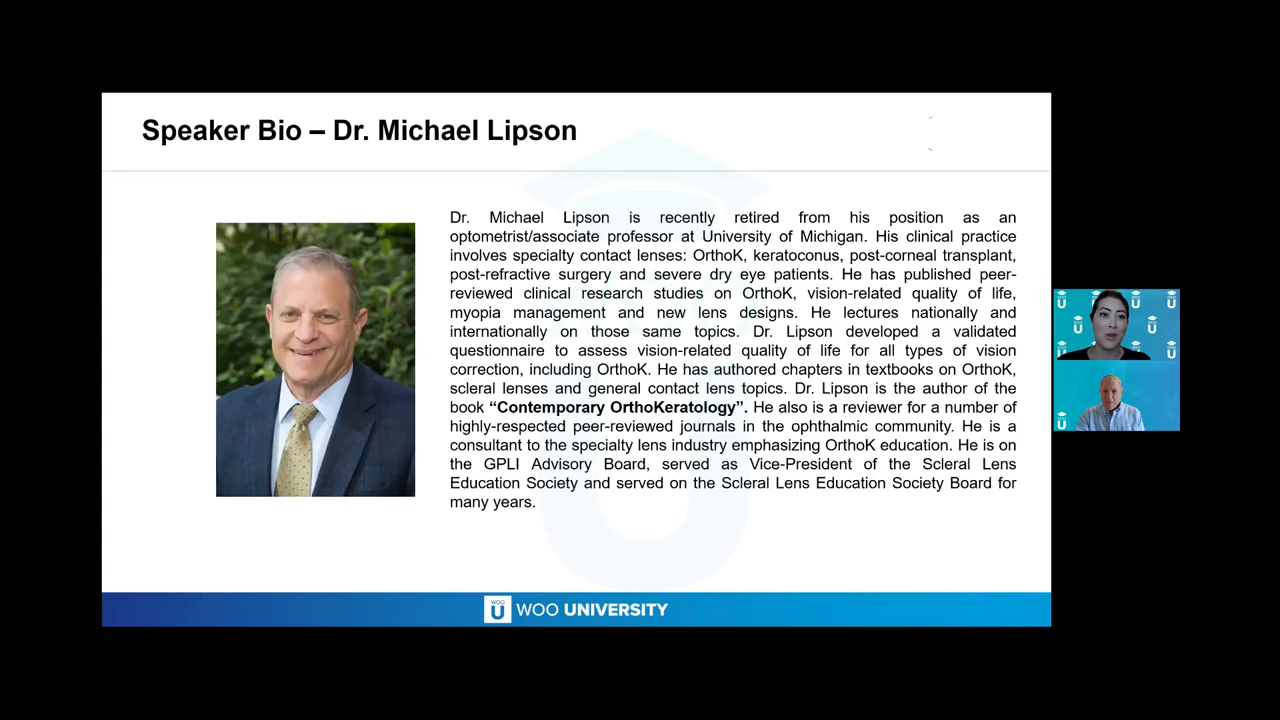 Speaker Bio – Dr. Michael Lipson
Dr. Michael Lipson is recently retired from his position as an
optometrist/associate professor at University of Michigan. His clinical practice
involves specialty contact lenses: OrthoK, keratoconus, post-corneal transplant,
post-refractive surgery and severe dry eye patients. He has published peer-
reviewed clinical research studies on OrthoK, vision-related quality of life,
myopia management and new lens designs. He lectures nationally and
internationally on those same topics. Dr. Lipson developed a validated
questionnaire to assess vision-related quality of life for all types of vision
correction, including OrthoK. He has authored chapters in textbooks on OrthoK,
scleral lenses and general contact lens topics. Dr. Lipson is the author of the
book “Contemporary OrthoKeratology”. He also is a reviewer for a number of
highly-respected peer-reviewed journals in the ophthalmic community. He is a
consultant to the specialty lens industry emphasizing OrthoK education. He is on
the GPLI Advisory Board, served as Vice-President of the Scleral Lens
Education Society and served on the Scleral Lens Education Society Board for
many years.
WOO
U
WOO UNIVERSITY